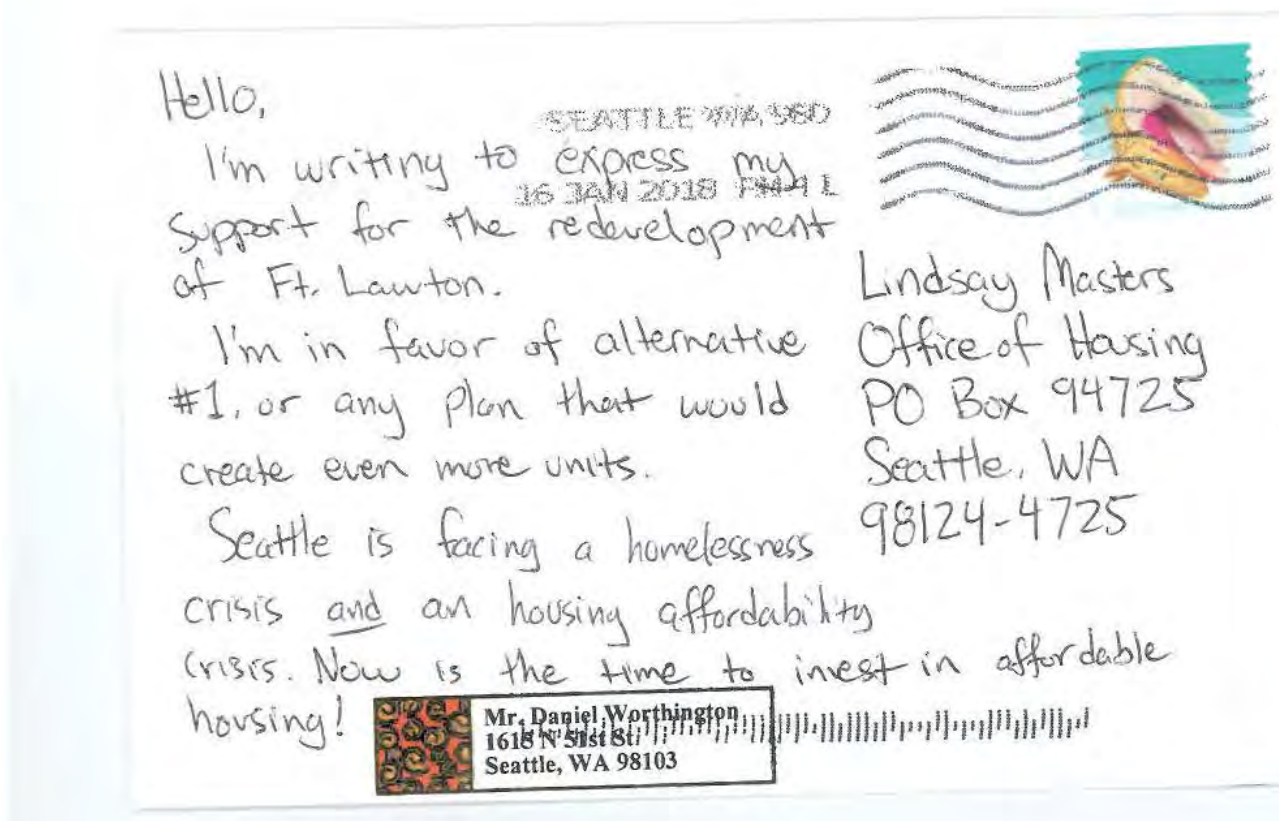 Hello,
I'm writing to express my
support for the redevelopment
of Ft. Lawton.
I'm in favor of alternative
#1, or any plan that would
create even more units.
Seattle is facing a homelessness
crisis and an housing affordability
crisis. Now is the time to invest in affordable
housing!
SEATTLE WA 980
16 JAN 2018 PM 4 L
Lindsay Masters
Office of Housing
PO Box 94725
Seattle, WA
98124-4725
Mr. Daniel Worthington
1618 N 51st St.
Seattle, WA 98103